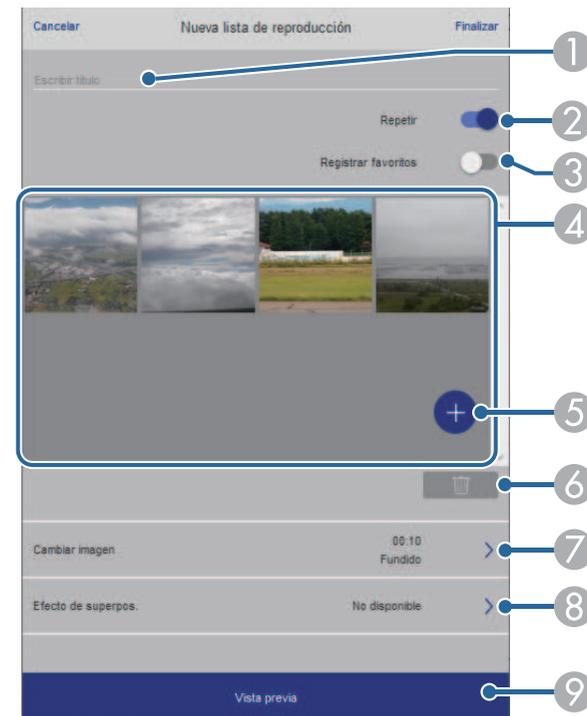 Cancelar Nueva lista de reproducción Finalizar
1
Escribir título
Repetir 2
Registrar favoritos 3
4
5
6
Cambiar imagen 00:10 Fundido 7
Efecto de superpos. No disponible 8
Vista previa 9